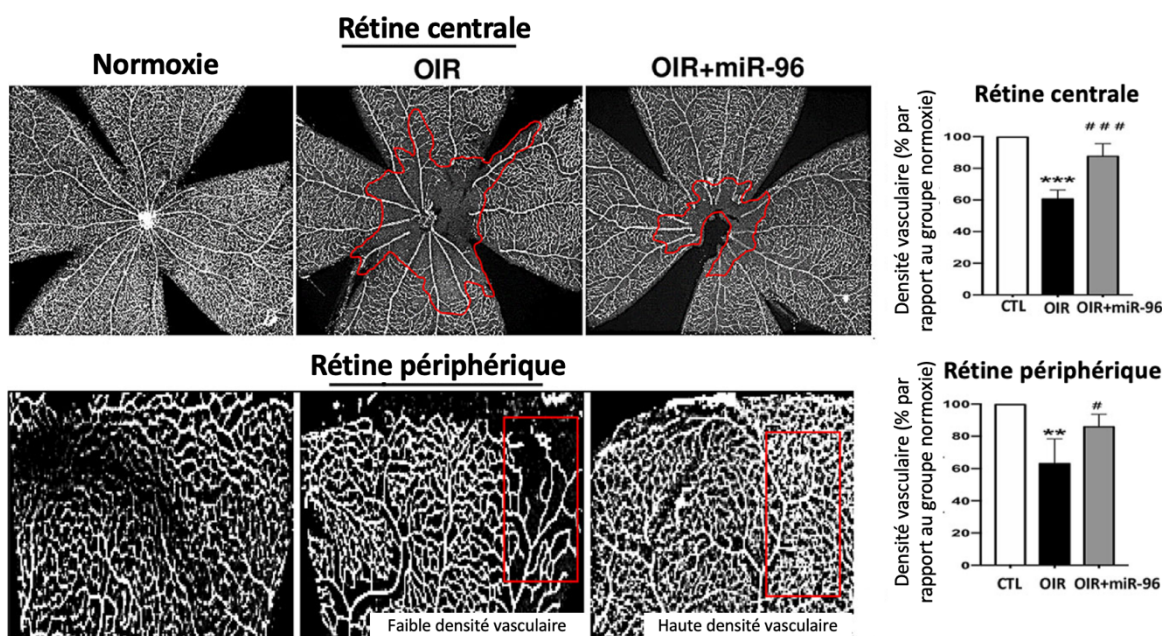 Rétine centrale
Normoxie
OIR
OIR+miR-96
Rétine périphérique
Faible densité vasculaire
Haute densité vasculaire
Rétine centrale
Densité vasculaire (% par
rapport au groupe normoxie)
100
80
60
40
20
0
***
###
CTL
OIR
OIR+miR-96
Rétine périphérique
Densité vasculaire (% par
rapport au groupe normoxie)
100
80
60
40
20
0
**
#
CTL
OIR
OIR+miR-96